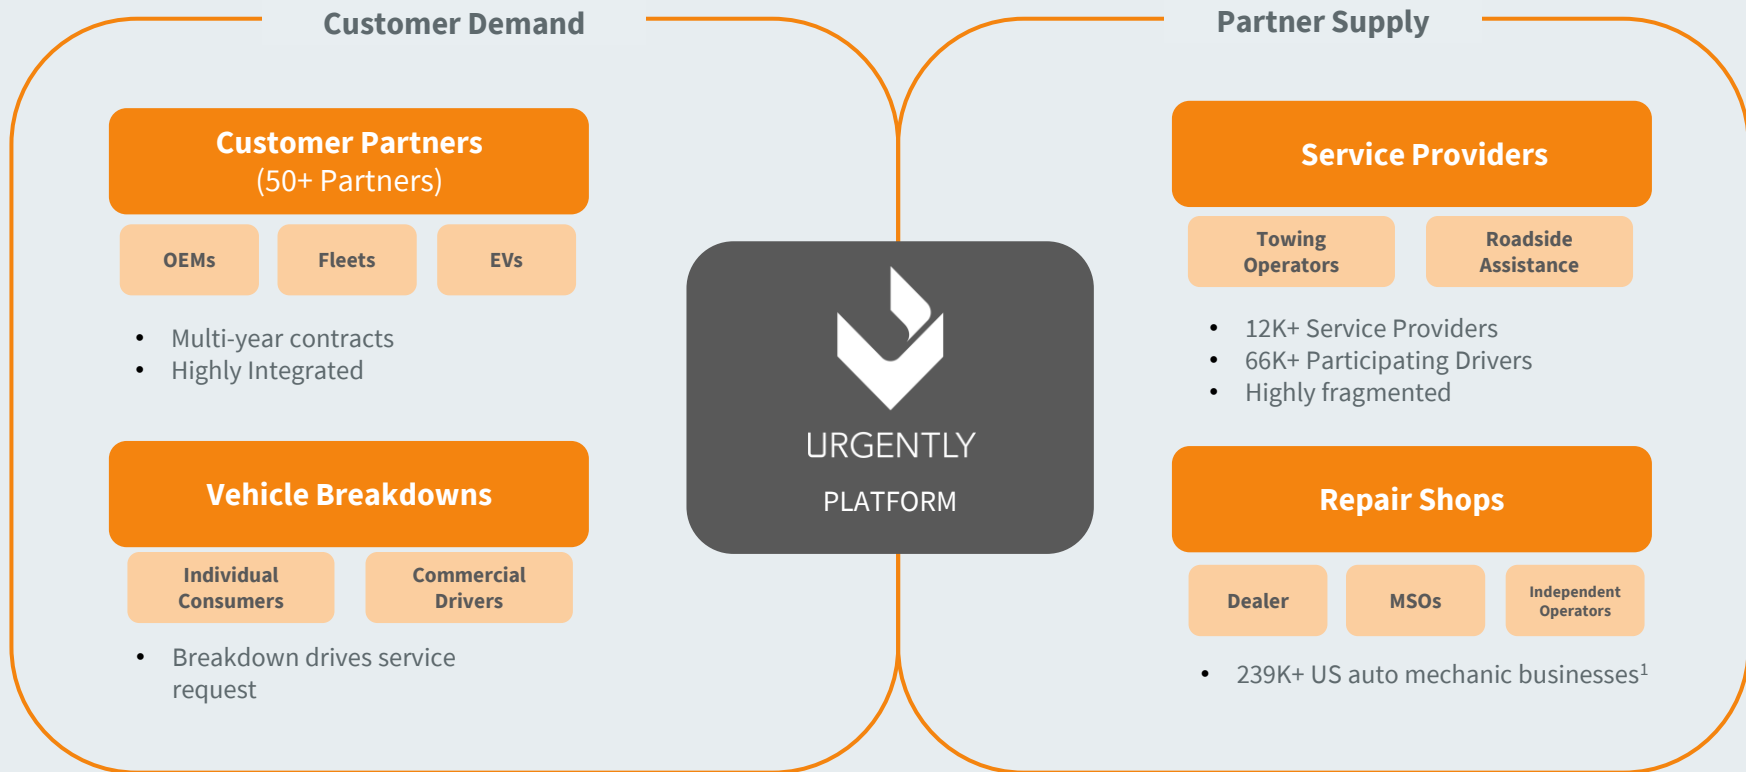 Customer Demand
Customer Partners
(50+ Partners)
OEMs
Fleets
EVs
• Multi-year contracts
• Highly Integrated
Vehicle Breakdowns
Individual
Consumers
Commercial
Drivers
• Breakdown drives service
request
URGENTLY
PLATFORM
Partner Supply
Service Providers
Towing
Operators
Roadside
Assistance
• 12K+ Service Providers
• 66K+ Participating Drivers
• Highly fragmented
Repair Shops
Dealer
MSOs
Independent
Operators
• 239K+ US auto mechanic businesses¹